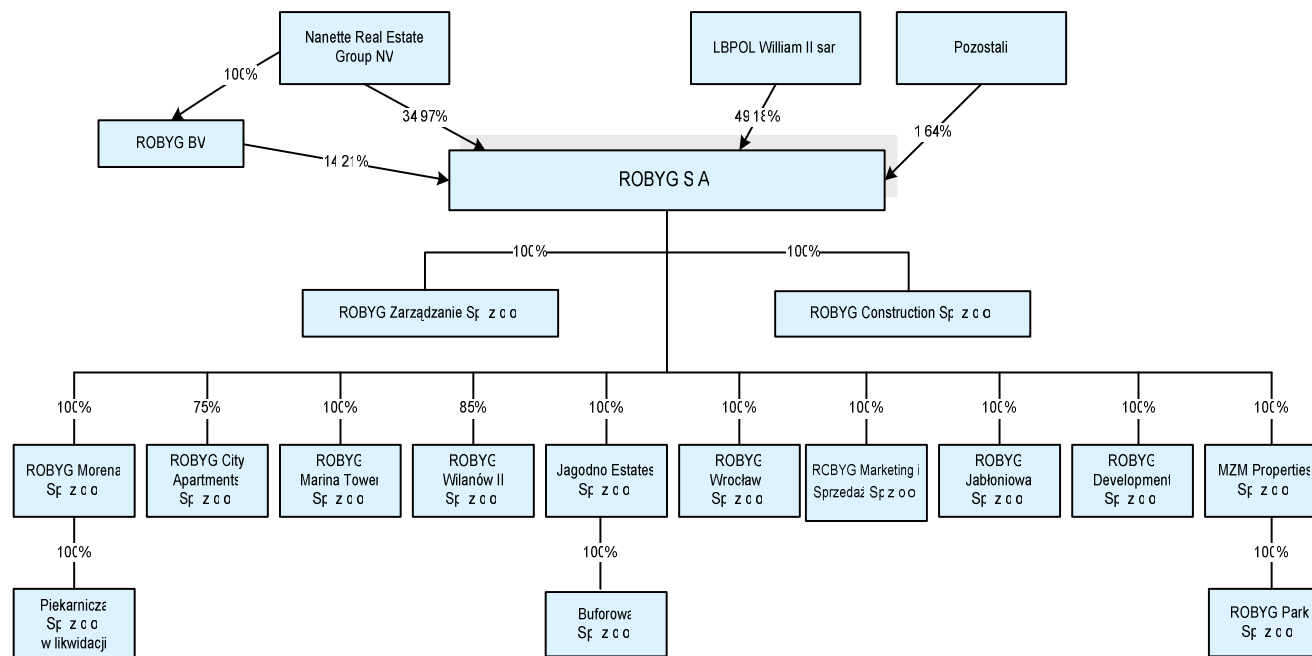 Nanette Real Estate
Group NV
LBPOL William II sar
Pozostali
100%
ROBYG BV
34.97%
49.18%
1.64%
14.21%
ROBYG S.A.
100%
100%
ROBYG Zarządzanie Sp. z o.o.
ROBYG Construction Sp. z o.o.
100%
75%
100%
85%
100%
100%
100%
100%
100%
100%
ROBYG Morena
Sp. z o.o.
ROBYG City
Apartments
Sp. z o.o.
ROBYG
Marina Tower
Sp. z o.o.
ROBYG
Wilanów II
Sp. z o.o.
Jagodno Estates
Sp. z o.o.
ROBYG
Wrocław
Sp. z o.o.
ROBYG Marketing i
Sprzedaż Sp z o o
ROBYG
Jabłoniowa
Sp. z o.o.
ROBYG
Development
Sp. z o.o.
MZM Properties
Sp. z o.o.
100%
100%
100%
Piekarnicza
Sp. z o.o.
w likwidacji
Buforowa
Sp. z o.o.
ROBYG Park
Sp. z o.o.